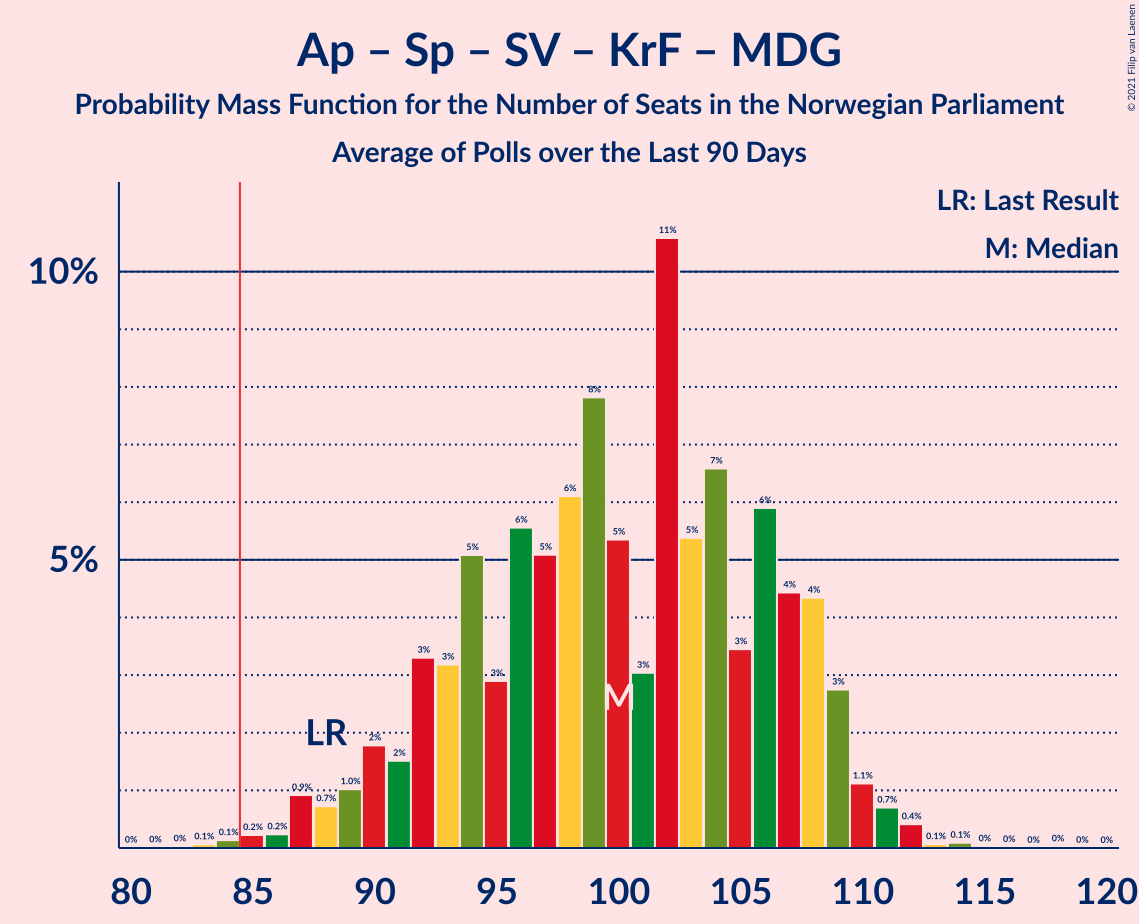 Ap – Sp – SV – KrF – MDG
Probability Mass Function for the Number of Seats in the Norwegian Parliament
Average of Polls over the Last 90 Days
© 2021 Filip van Laenen
LR: Last Result
M: Median
10%
5%
LR
M
0% 0% 0% 0.1% 0.1% 0.2% 0.2% 0.9% 0.7% 1.0% 2% 2% 3% 3% 5% 3% 6% 5% 6% 8% 5% 3% 11% 5% 7% 3% 6% 4% 4% 3% 1.1% 0.7% 0.4% 0.1% 0.1% 0% 0% 0% 0% 0% 0%
80 85 90 95 100 105 110 115 120